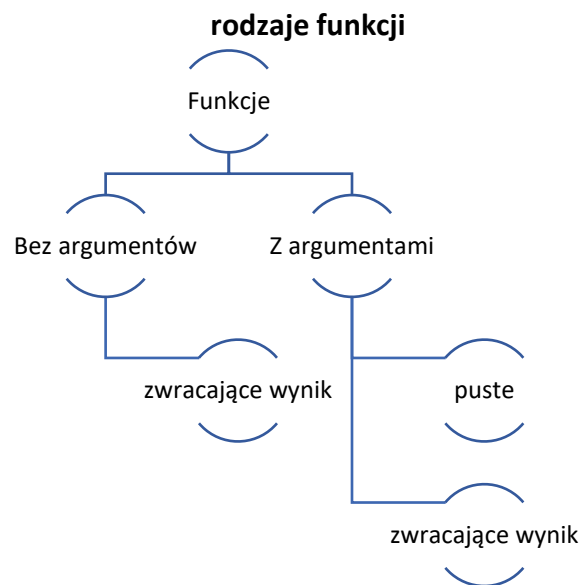 rodzaje funkcji
Funkcje
Bez argumentów
Z argumentami
zwracające wynik
puste
zwracające wynik